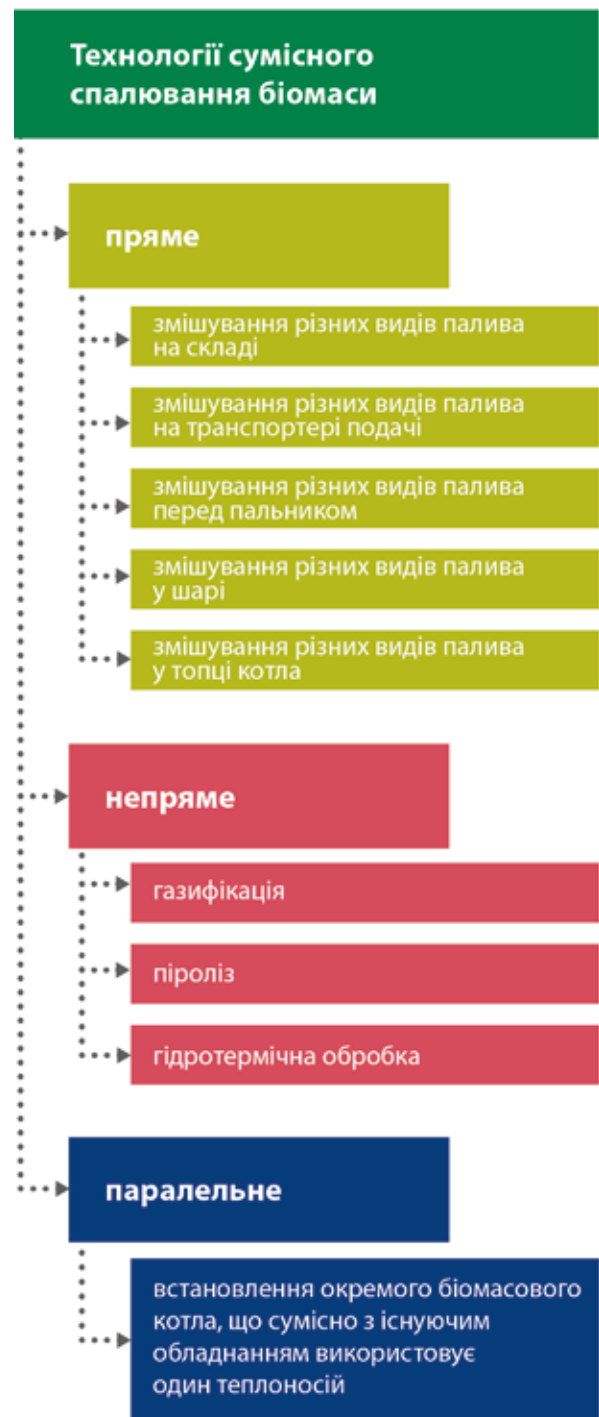 Технології сумісного
спалювання біомаси
пряме
змішування різних видів палива
на складі
змішування різних видів палива
на транспортері подачі
змішування різних видів палива
перед пальником
змішування різних видів палива
у шарі
змішування різних видів палива
у топці котла
непряме
газифікація
піроліз
гідротермічна обробка
паралельне
встановлення окремого біомасового
котла, що сумісно з існуючим
обладнанням використовує
один теплоносій